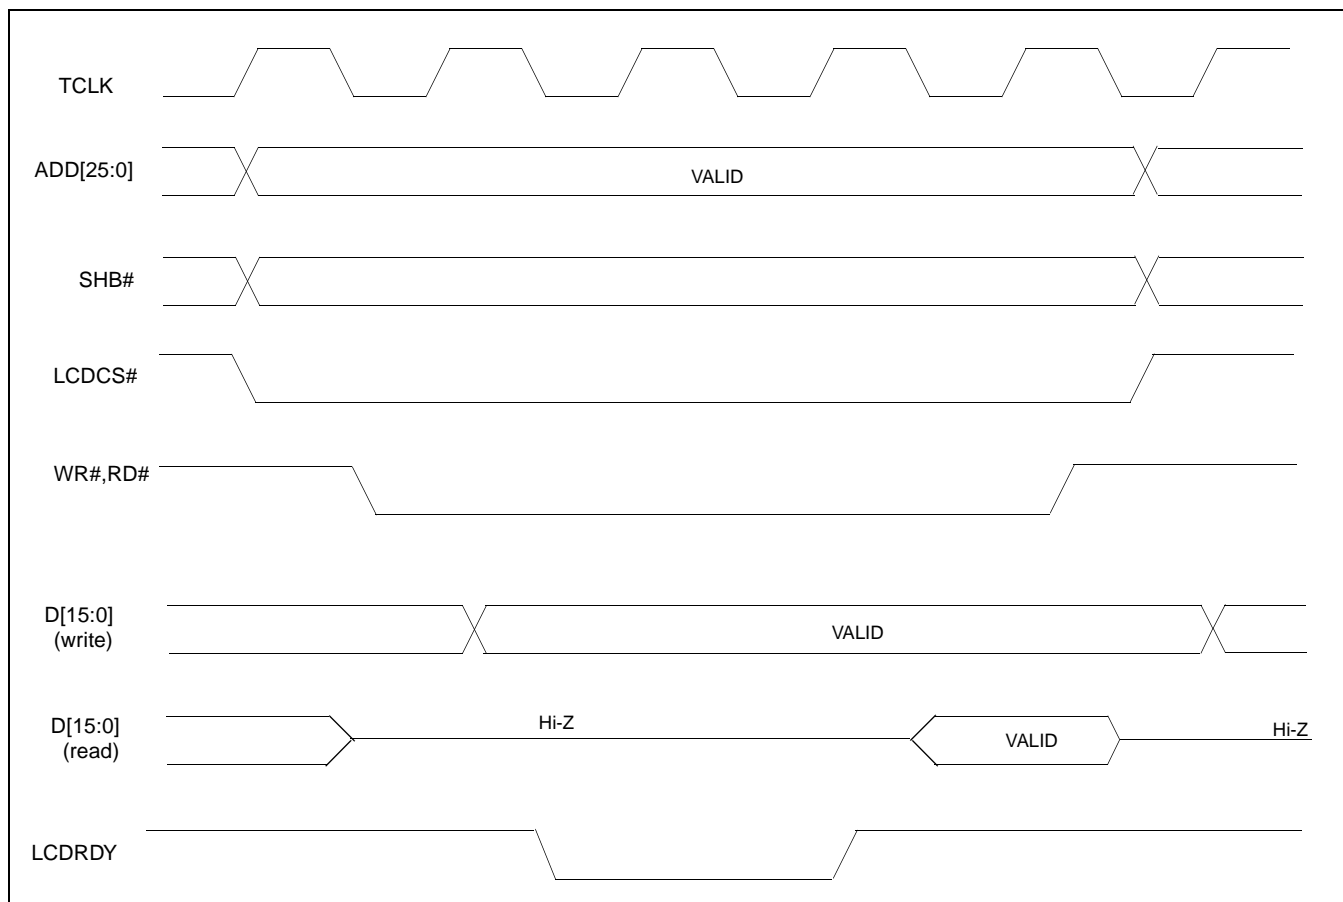 TCLK
ADD[25:0]
VALID
SHB#
LCDCS#
WR#,RD#
D[15:0]
(write)
VALID
D[15:0]
(read)
Hi-Z
VALID
Hi-Z
LCDRDY